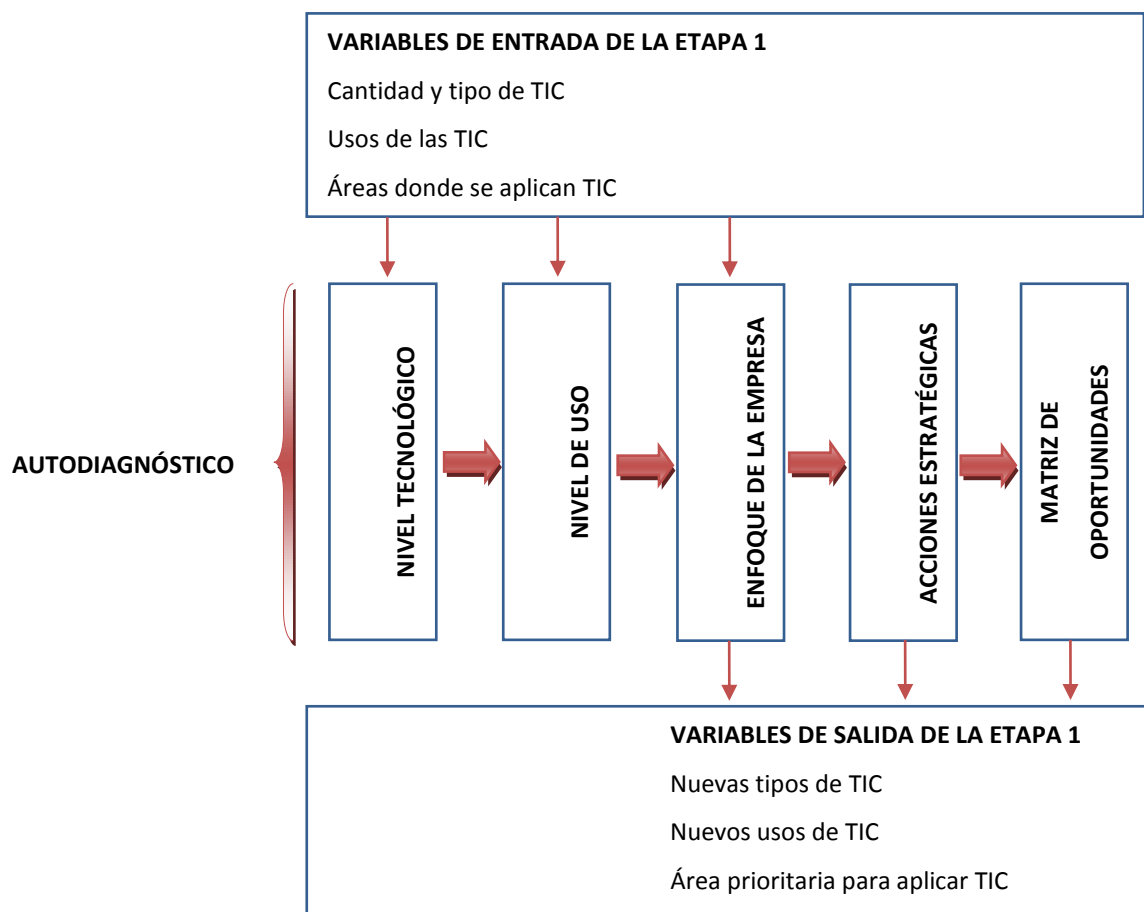 VARIABLES DE ENTRADA DE LA ETAPA 1
Cantidad y tipo de TIC
Usos de las TIC
Áreas donde se aplican TIC
AUTODIAGNÓSTICO
NIVEL TECNOLÓGICO
NIVEL DE USO
ENFOQUE DE LA EMPRESA
ACCIONES ESTRATÉGICAS
MATRIZ DE
OPORTUNIDADES
VARIABLES DE SALIDA DE LA ETAPA 1
Nuevas tipos de TIC
Nuevos usos de TIC
Área prioritaria para aplicar TIC